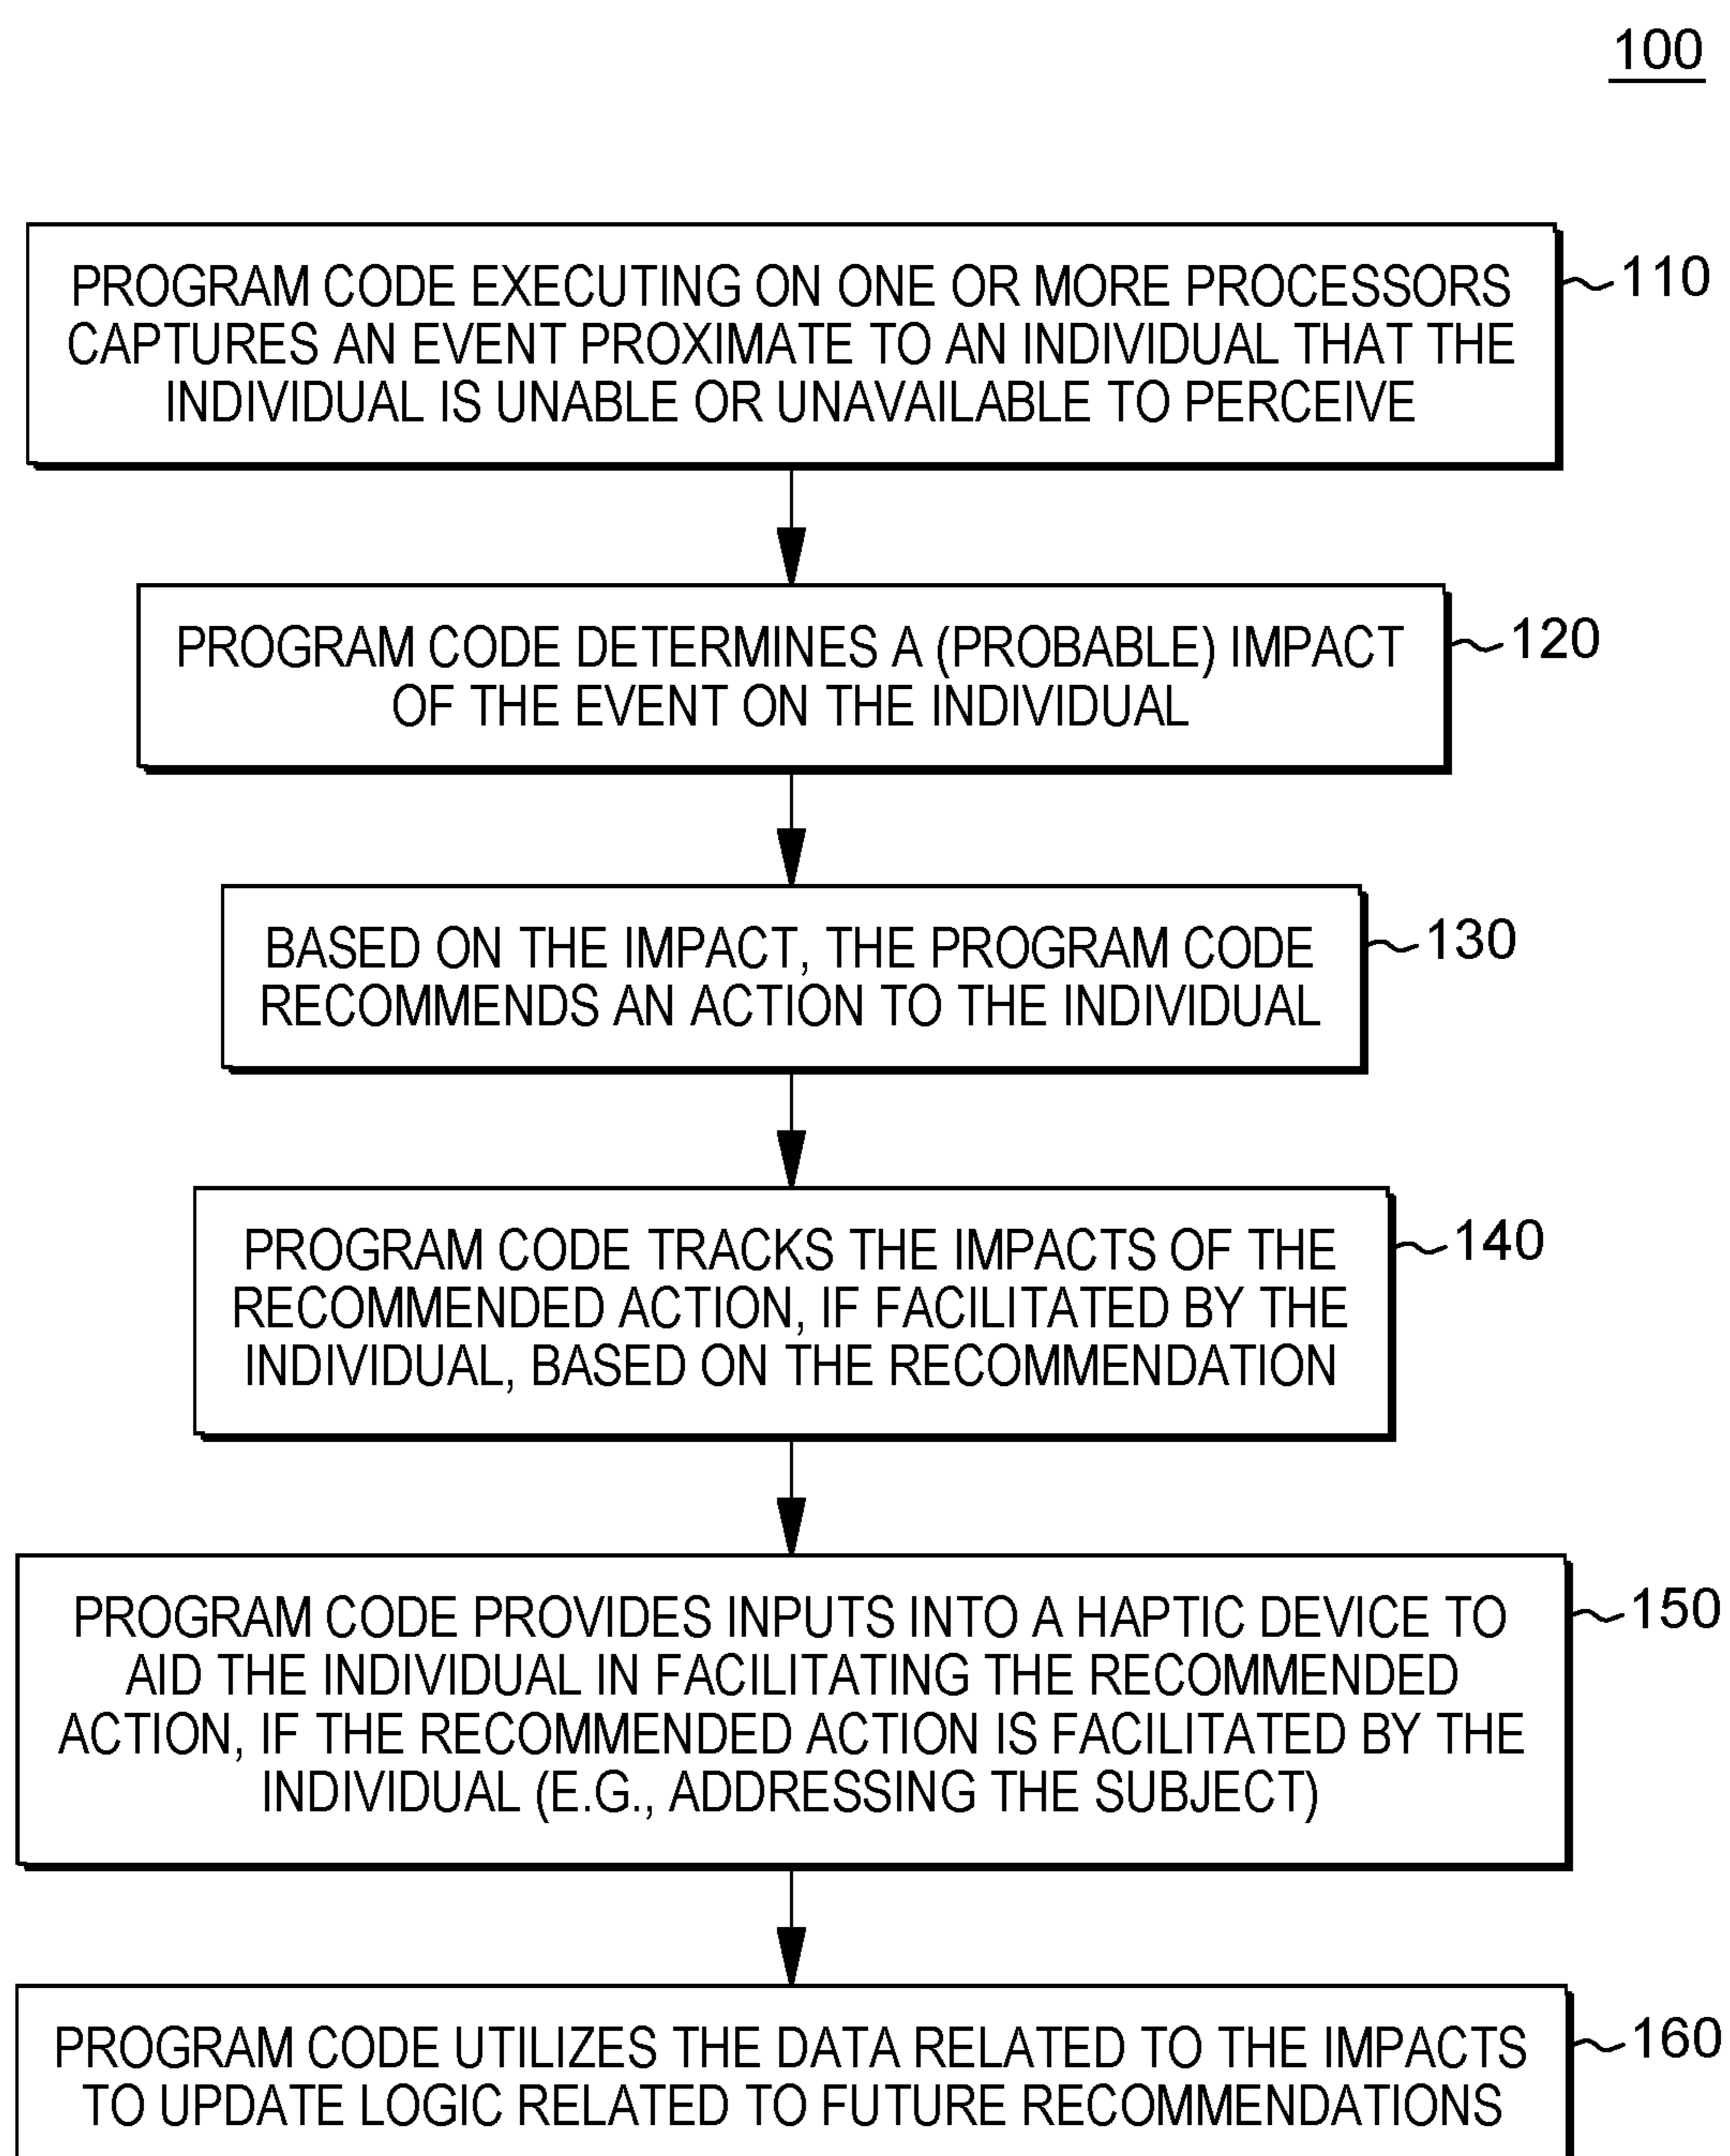 100
PROGRAM CODE EXECUTING ON ONE OR MORE PROCESSORS
CAPTURES AN EVENT PROXIMATE TO AN INDIVIDUAL THAT THE
INDIVIDUAL IS UNABLE OR UNAVAILABLE TO PERCEIVE
110
PROGRAM CODE DETERMINES A (PROBABLE) IMPACT
OF THE EVENT ON THE INDIVIDUAL
120
BASED ON THE IMPACT, THE PROGRAM CODE
RECOMMENDS AN ACTION TO THE INDIVIDUAL
130
PROGRAM CODE TRACKS THE IMPACTS OF THE
RECOMMENDED ACTION, IF FACILITATED BY THE
INDIVIDUAL, BASED ON THE RECOMMENDATION
140
PROGRAM CODE PROVIDES INPUTS INTO A HAPTIC DEVICE TO
AID THE INDIVIDUAL IN FACILITATING THE RECOMMENDED
ACTION, IF THE RECOMMENDED ACTION IS FACILITATED BY THE
INDIVIDUAL (E.G., ADDRESSING THE SUBJECT)
150
PROGRAM CODE UTILIZES THE DATA RELATED TO THE IMPACTS
TO UPDATE LOGIC RELATED TO FUTURE RECOMMENDATIONS
160